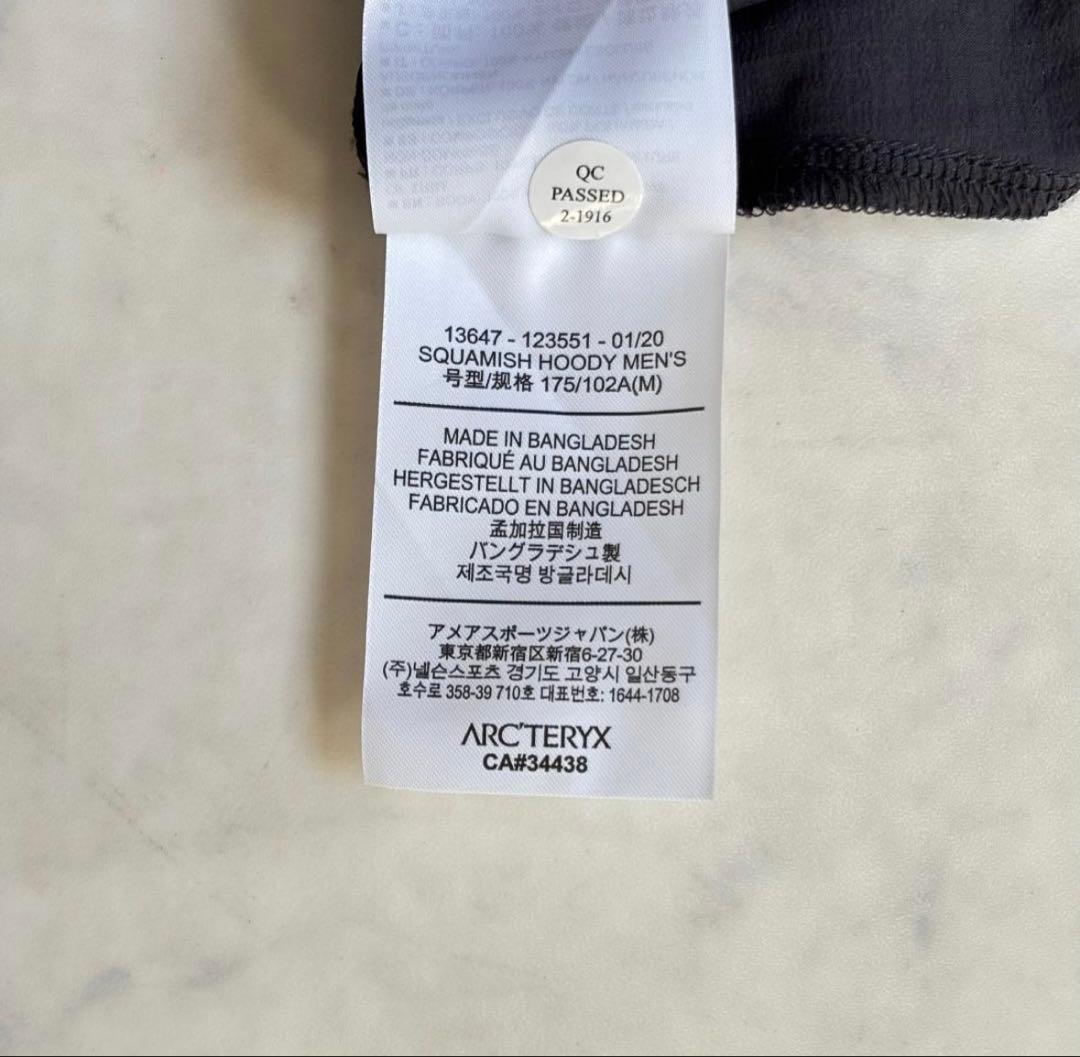 QC
PASSED
2-1916
13647 - 123551 - 01/20
SQUAMISH HOODY MEN'S
号型/规格 175/102A(M)
MADE IN BANGLADESH
FABRIQUÉ AU BANGLADESH
HERGESTELLT IN BANGLADESCH
FABRICADO EN BANGLADESH
孟加拉国制造
バングラデシュ製
제조국명 방글라데시
アメアスポーツジャパン(株)
東京都新宿区新宿6-27-30
(주)넬슨스포츠 경기도 고양시 일산동구
호수로 358-39 710호 대표번호: 1644-1708
ARC'TERYX
CA#34438